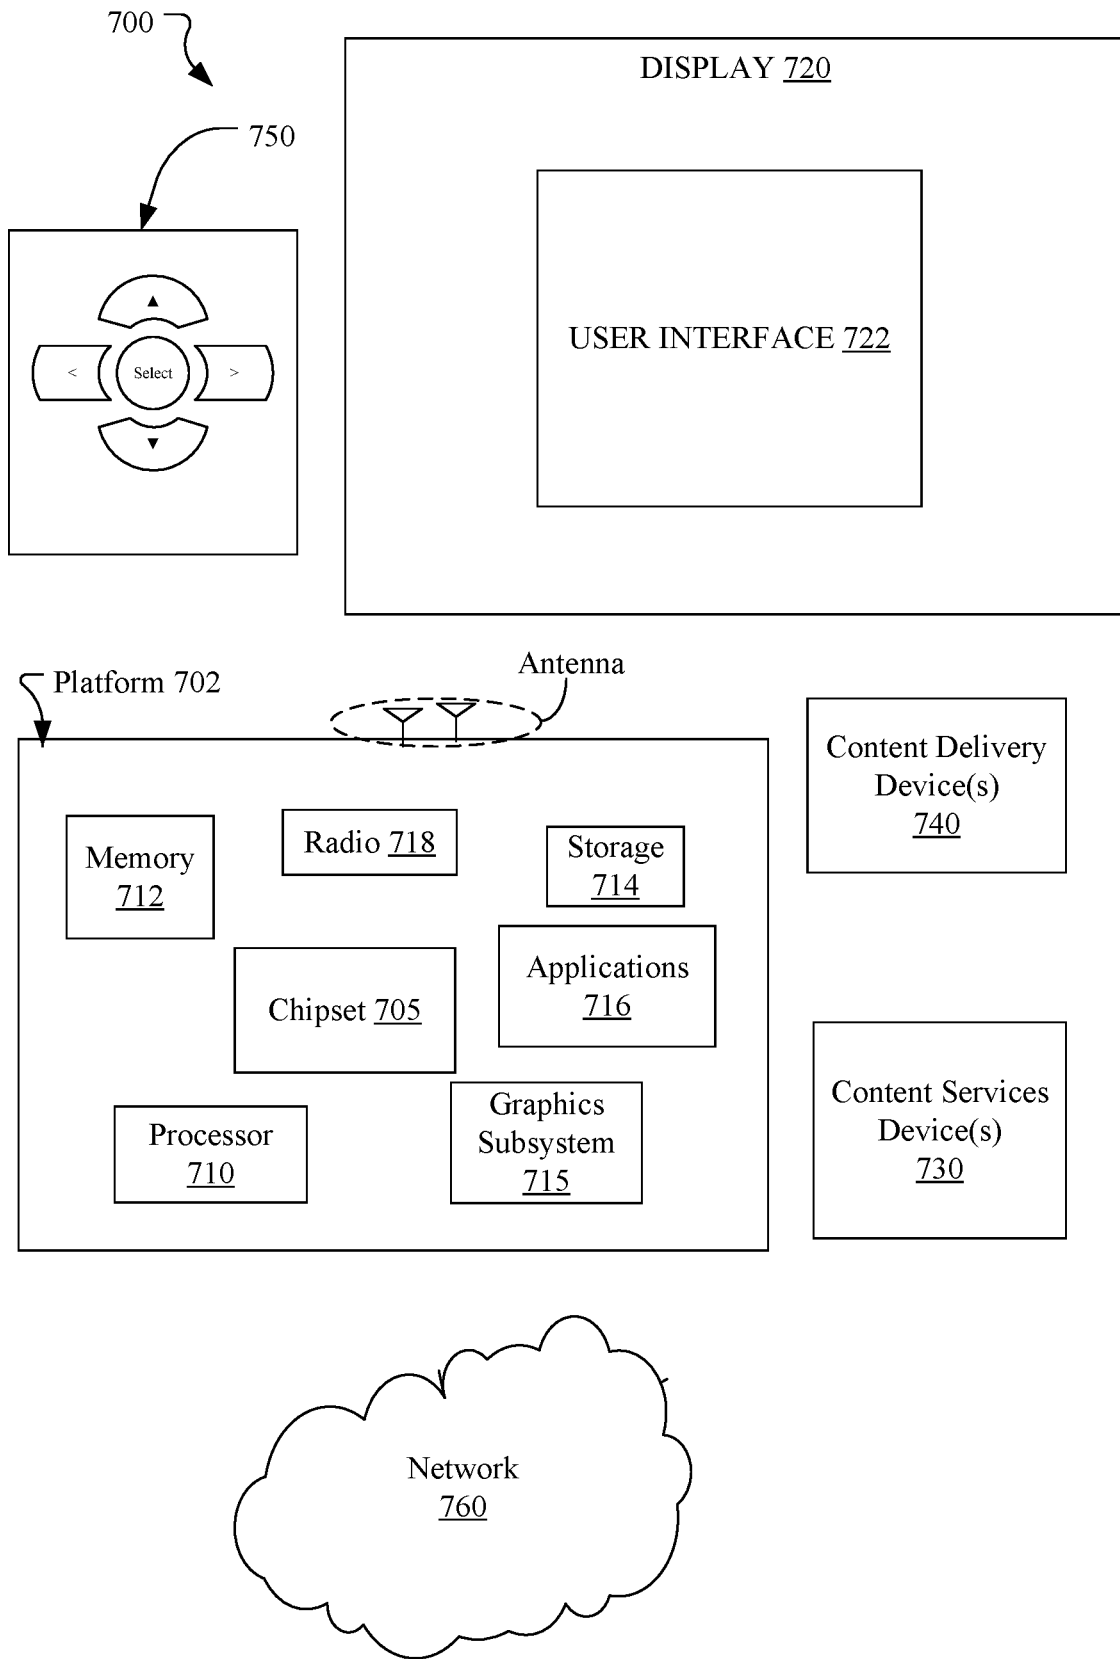 700
DISPLAY 720
750
USER INTERFACE 722
▲
< Select >
▼
Antenna
Platform 702
Content Delivery
Device(s)
740
Memory
712
Radio 718
Storage
714
Applications
716
Chipset 705
Processor
710
Graphics
Subsystem
715
Content Services
Device(s)
730
Network
760